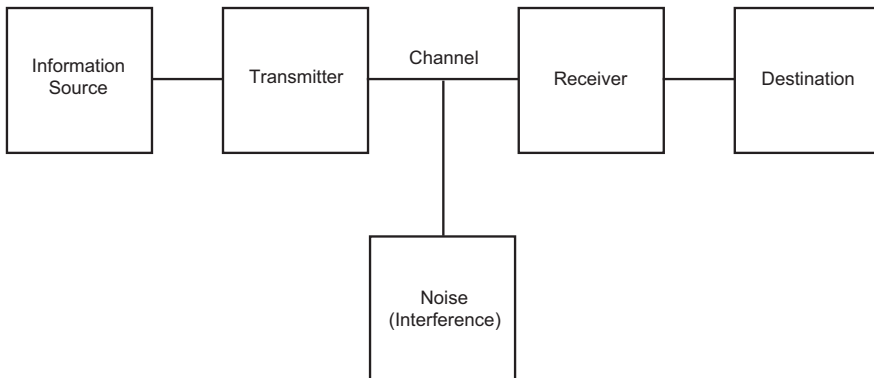 Information
Source
Transmitter
Channel
Receiver
Destination
Noise
(Interference)